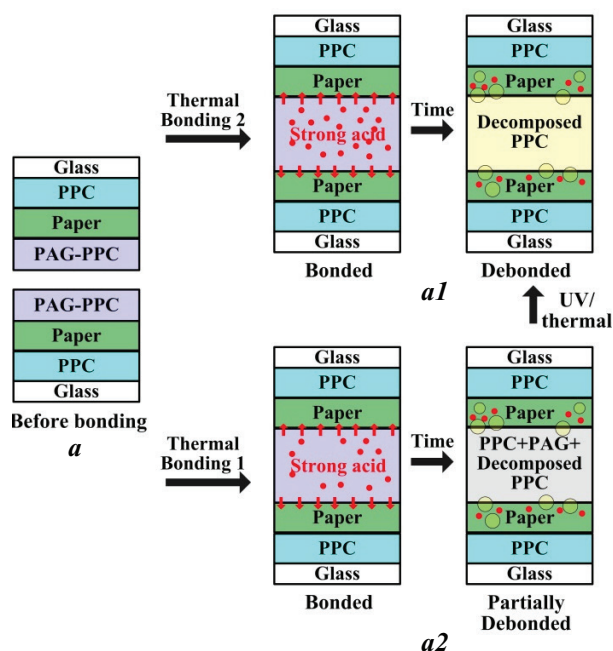 Glass
PPC
Paper
PAG-PPC
PAG-PPC
Paper
PPC
Glass
Before bonding
a
Thermal
Bonding 2
Glass
PPC
Paper
Strong acid
Paper
PPC
Glass
Bonded
Time
Glass
PPC
Paper
Decomposed
PPC
Paper
PPC
Glass
Debonded
a1
UV/
thermal
Thermal
Bonding 1
Glass
PPC
Paper
Strong acid
Paper
PPC
Glass
Bonded
Time
Glass
PPC
Paper
PPC+PAG+
Decomposed
PPC
Paper
PPC
Glass
Partially
Debonded
a2